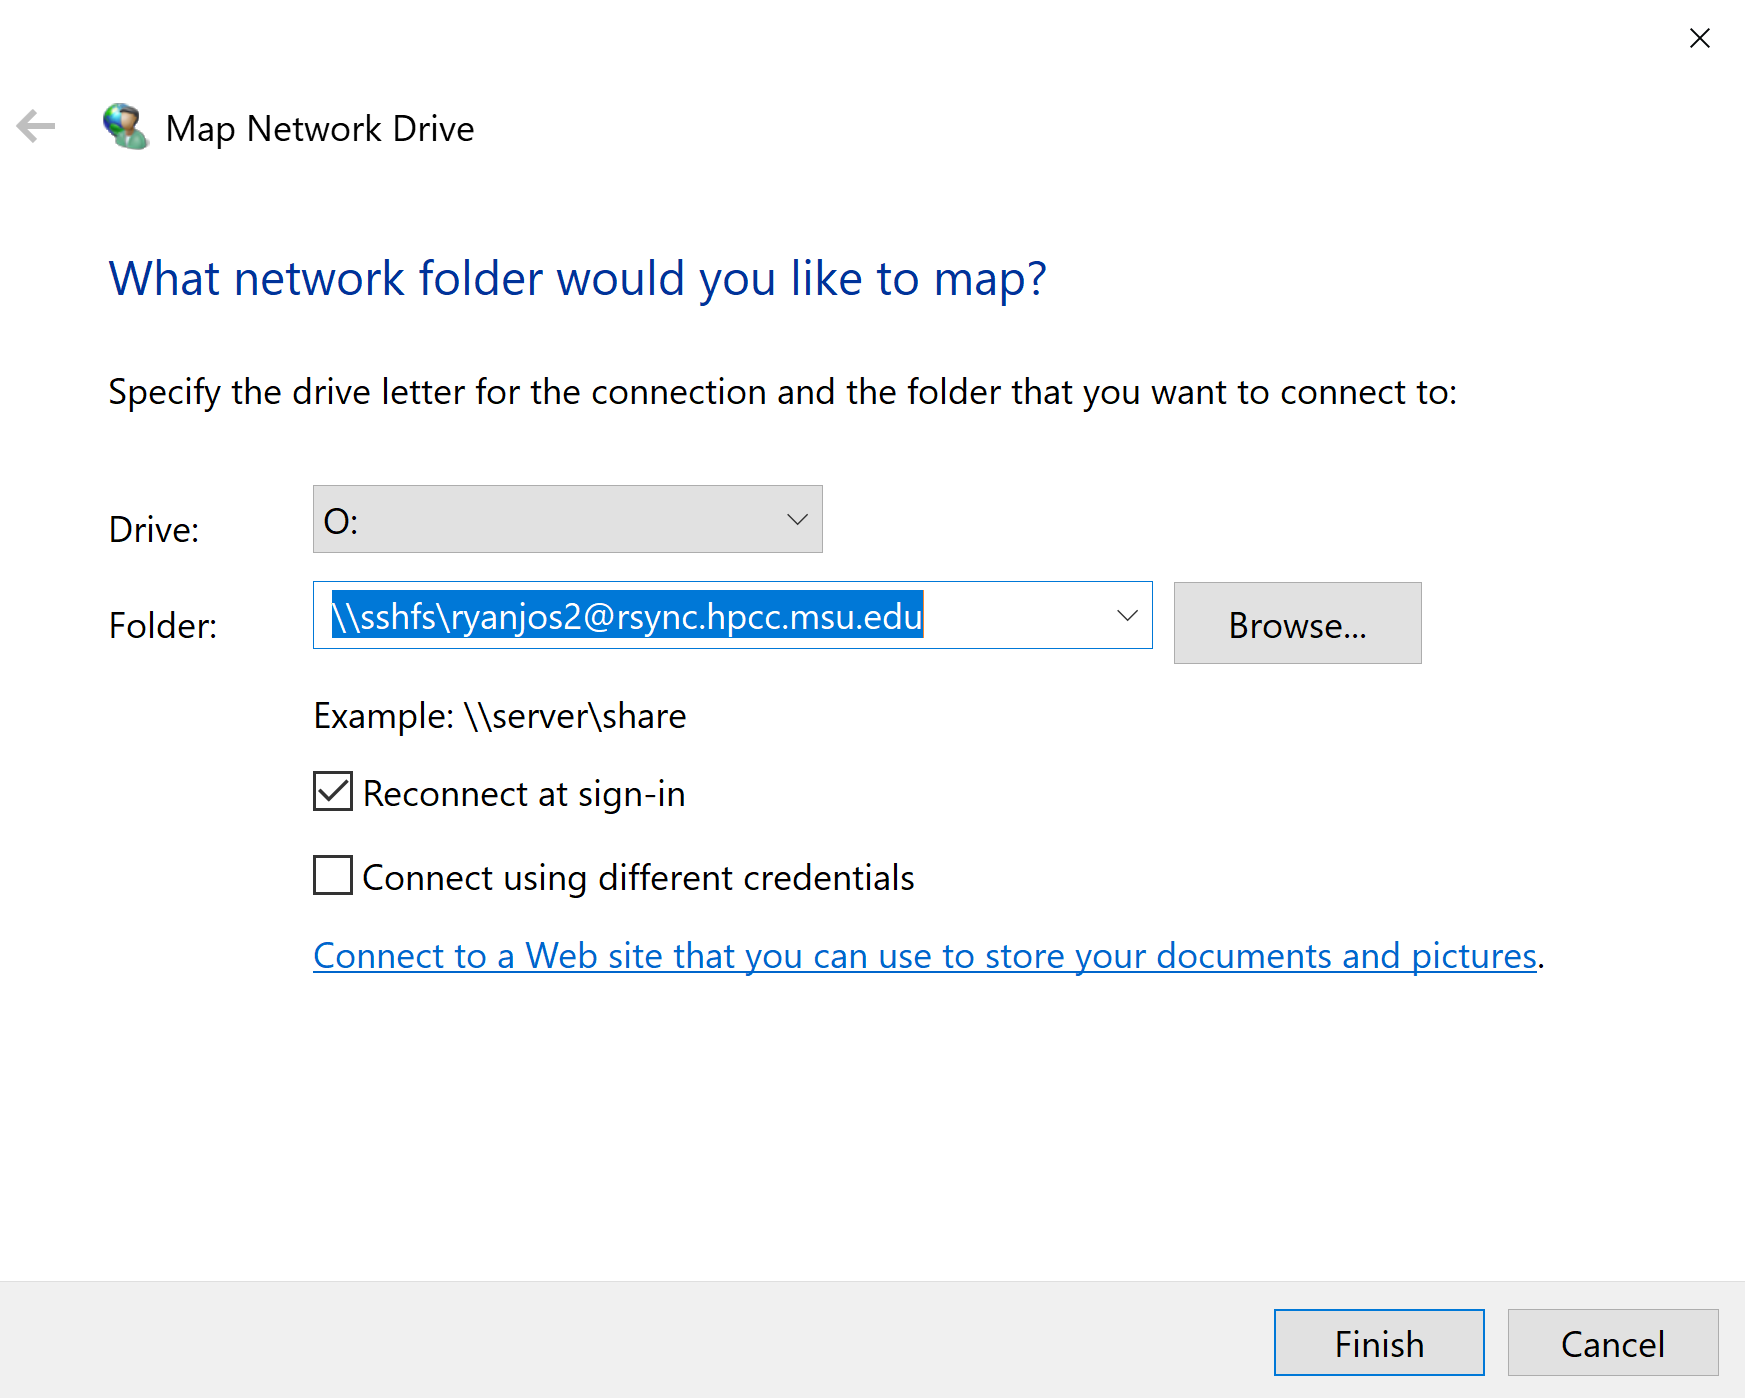 Map Network Drive
What network folder would you like to map?
Specify the drive letter for the connection and the folder that you want to connect to:
Drive: O:
Folder: \\sshfs\ryanjos2@rsync.hpcc.msu.edu Browse...
Example: \\server\share
Reconnect at sign-in
Connect using different credentials
Connect to a Web site that you can use to store your documents and pictures.
Finish Cancel